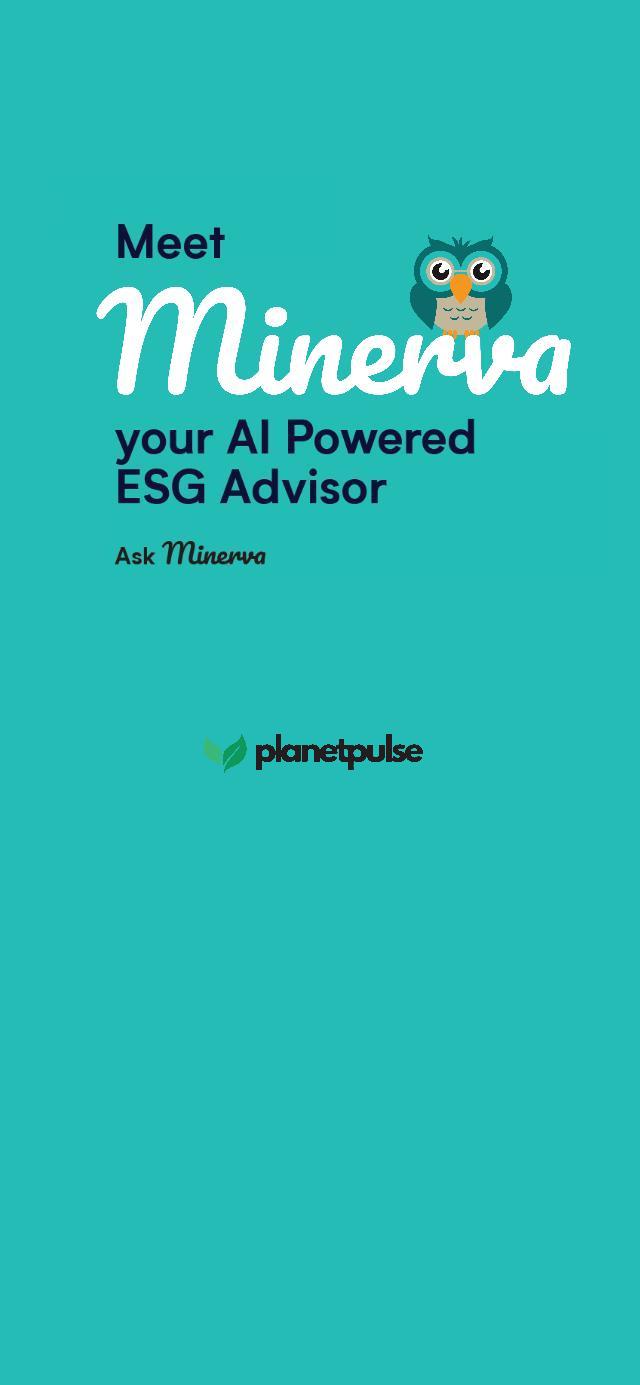 Meet
Minerva
your AI Powered
ESG Advisor
Ask Minerva
planetpulse